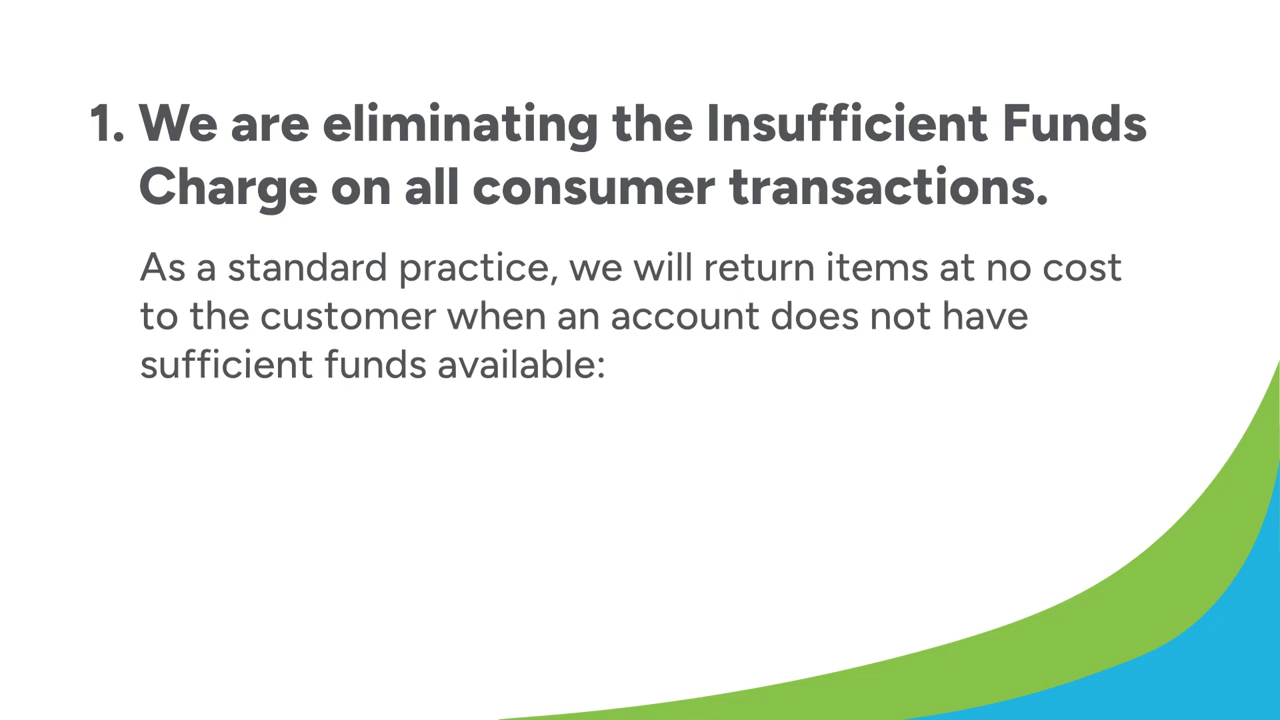 1. We are eliminating the Insufficient Funds
Charge on all consumer transactions.
As a standard practice, we will return items at no cost
to the customer when an account does not have
sufficient funds available: